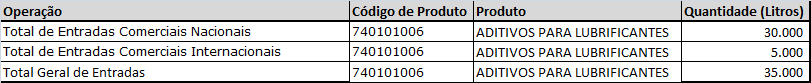 Operação Código de Produto Produto Quantidade (Litros)
Total de Entradas Comerciais Nacionais 740101006 ADITIVOS PARA LUBRIFICANTES 30.000
Total de Entradas Comerciais Internacionais 740101006 ADITIVOS PARA LUBRIFICANTES 5.000
Total Geral de Entradas 740101006 ADITIVOS PARA LUBRIFICANTES 35.000